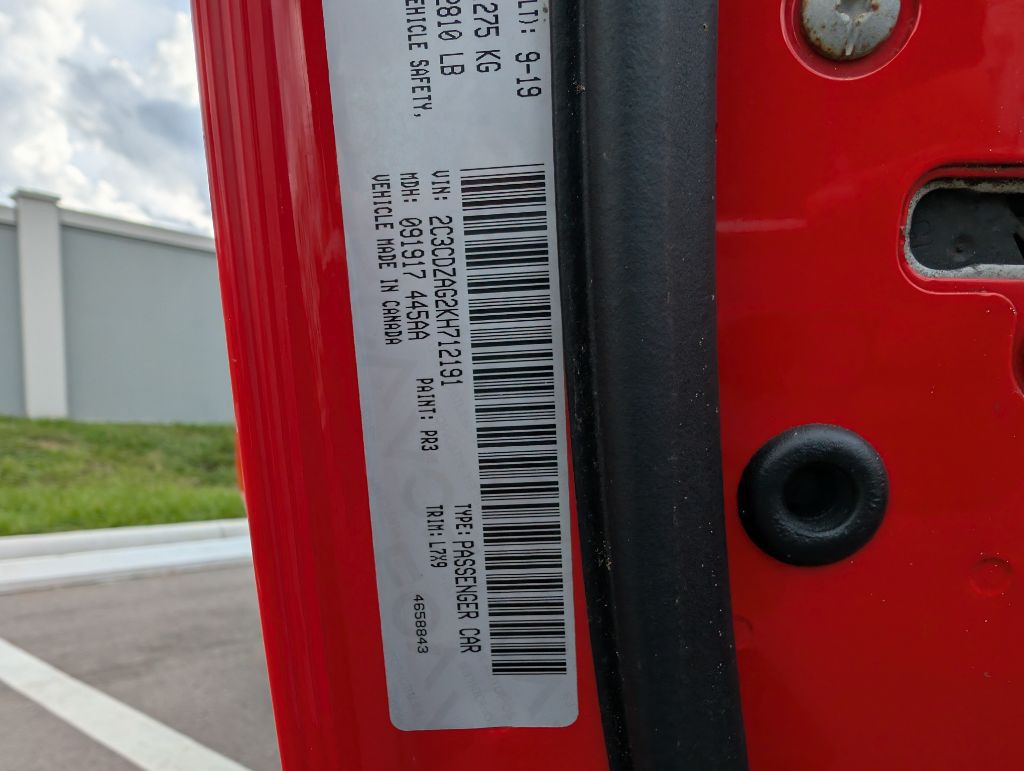 LT): 9-19
275 KG
2810 LB
VEHICLE SAFETY,
VIN: 2C3CDZAG2KH712191
TYPE: PASSENGER CAR
MDH: 091917 445AA
PAINT: PR3
TRIM: L7X9
VEHICLE MADE IN CANADA
4658843